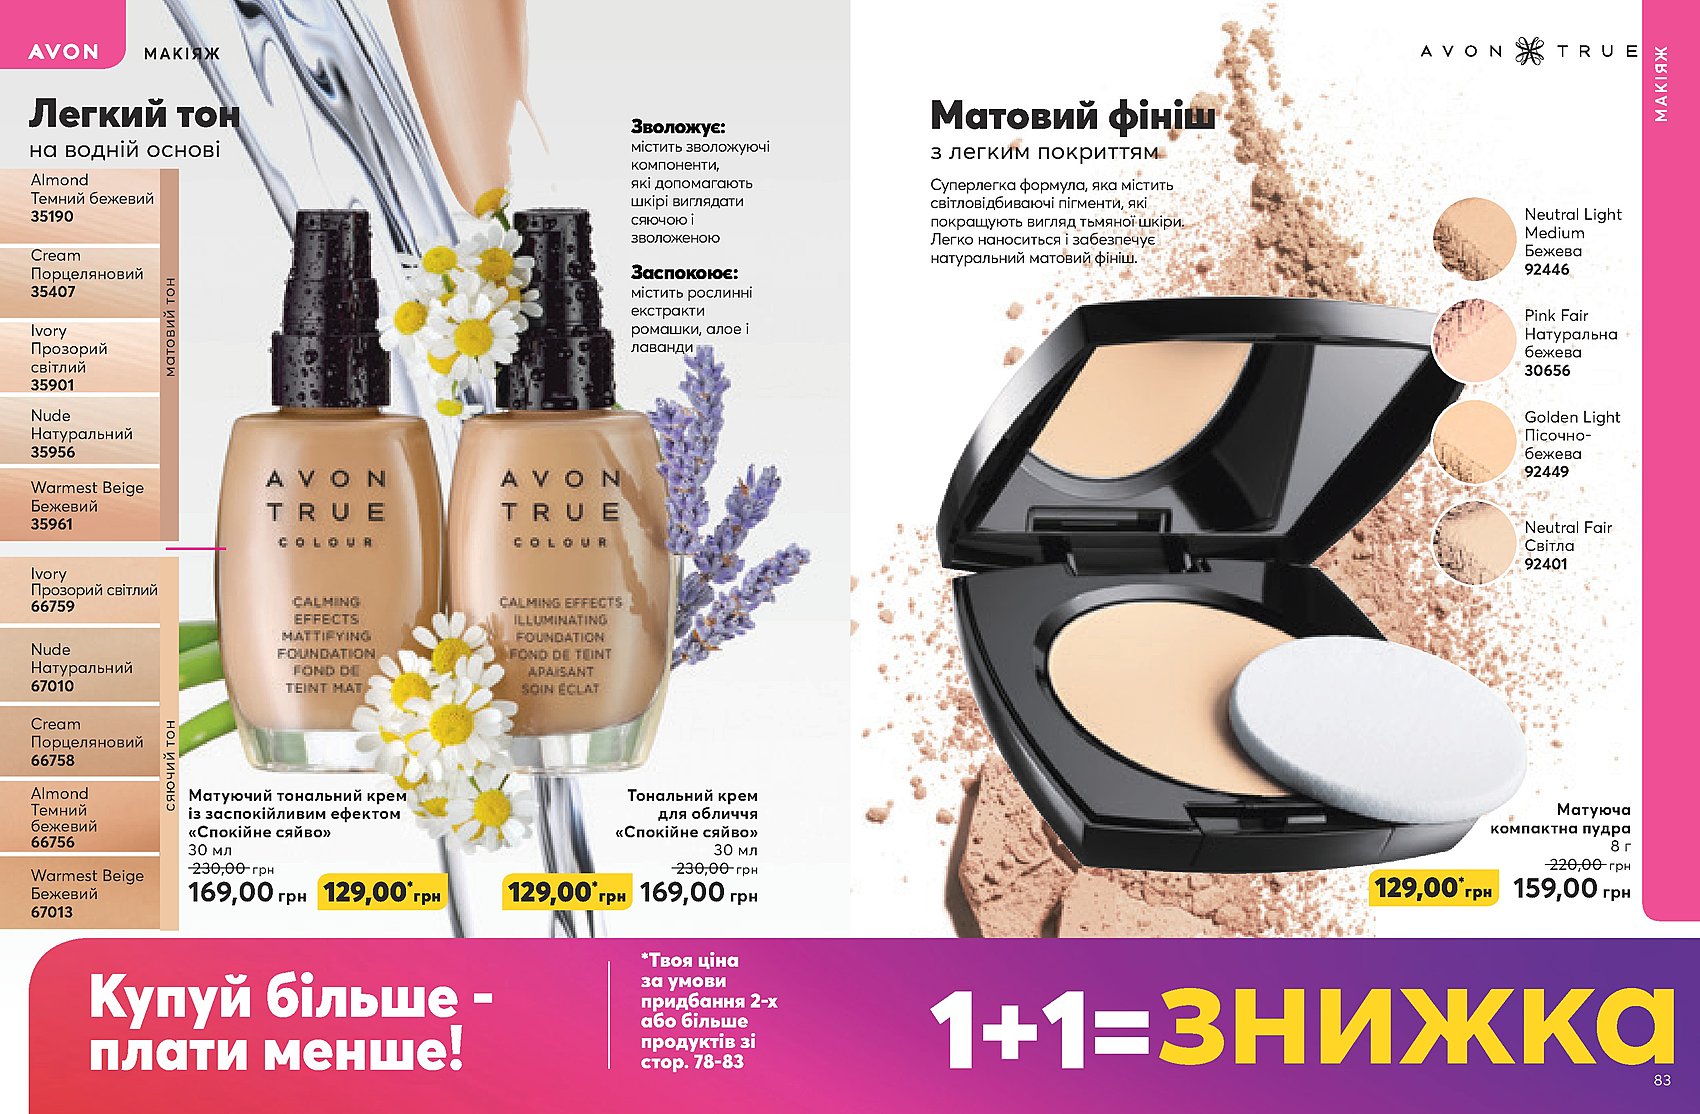 AVON
МАКІЯЖ
Легкий тон
на водній основі
Almond
Темний бежевий
35190
Cream
Порцеляновий
35407
Ivory
Прозорий
світлий
35901
Nude
Натуральний
35956
Warmest Beige
Бежевий
35961
матовий тон
Ivory
Прозорий світлий
66759
Nude
Натуральний
67010
Cream
Порцеляновий
66758
Almond
Темний
бежевий
66756
Warmest Beige
Бежевий
67013
сяючий тон
Зволожує:
містить зволожуючі
компоненти,
які допомагають
шкірі виглядати
сяючою і
зволоженою
Заспокоює:
містить рослинні
екстракти
ромашки, алое і
лаванди
AVON
TRUE
COLOUR
CALMING
EFFECTS
MATTIFYING
FOUNDATION
FOND DE
TEINT MAT
AVON
TRUE
COLOUR
CALMING EFFECTS
ILLUMINATING
FOUNDATION
FOND DE TEINT
APAISANT
SOIN ÉCLAT
Матуючий тональний крем
із заспокійливим ефектом
«Спокійне сяйво»
30 мл
230,00 грн
169,00 грн 129,00* грн
Тональний крем
для обличчя
«Спокійне сяйво»
30 мл
230,00 грн
129,00* грн 169,00 грн
AVON TRUE
МАКІЯЖ
Матовий фініш
з легким покриттям
Суперлегка формула, яка містить
світловідбиваючі пігменти, які
покращують вигляд тьмяної шкіри.
Легко наноситься і забезпечує
натуральний матовий фініш.
Neutral Light
Medium
Бежева
92446
Pink Fair
Натуральна
бежева
30656
Golden Light
Пісочно-
бежева
92449
Neutral Fair
Світла
92401
Матуюча
компактна пудра
8 г
220,00 грн
129,00* грн 159,00 грн
Купуй більше -
плати менше!
*Твоя ціна
за умови
придбання 2-х
або більше
продуктів зі
стор. 78-83
1+1=ЗНИЖКА
83